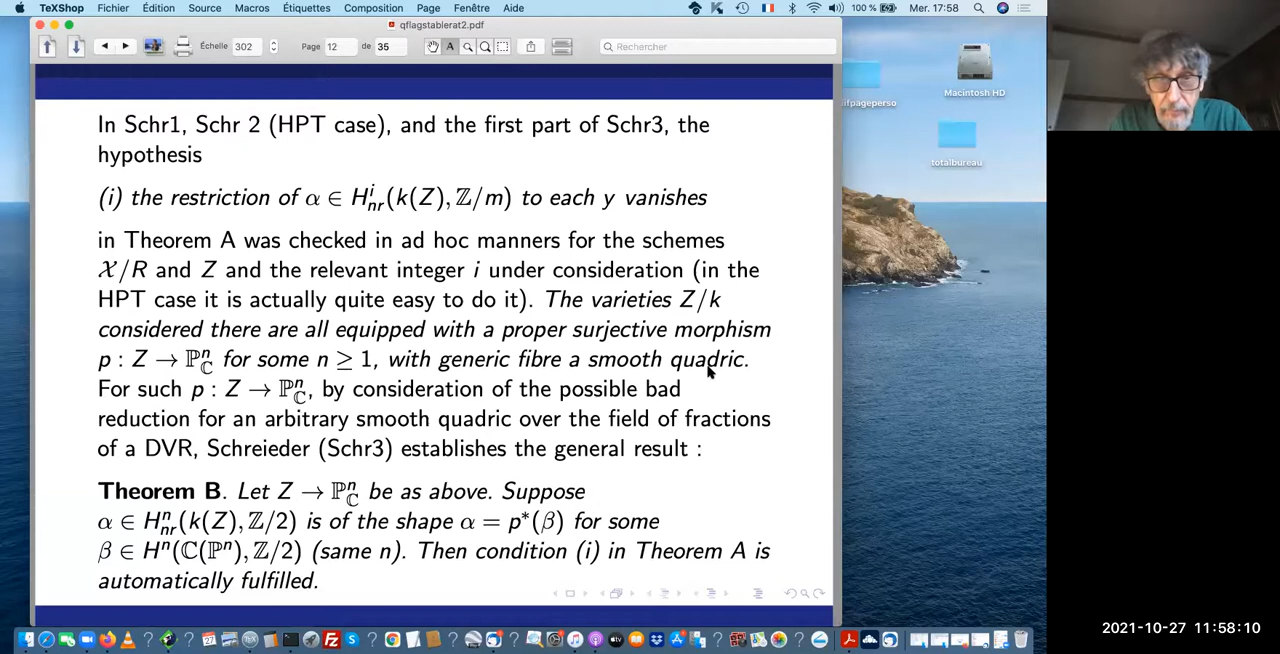 TeXShop Fichier Édition Source Macros Étiquettes Composition Page Fenêtre Aide 100 % Mer. 17:58
qflagstablerat2.pdf
Échelle 302 Page 12 de 35 Rechercher
In Schr1, Schr 2 (HPT case), and the first part of Schr3, the
hypothesis
(i) the restriction of α ∈ H^i_{nr}(k(Z), ℤ/m) to each y vanishes
in Theorem A was checked in ad hoc manners for the schemes
𝒳/R and Z and the relevant integer i under consideration (in the
HPT case it is actually quite easy to do it). The varieties Z/k
considered there are all equipped with a proper surjective morphism
p : Z → ℙ^n_ℂ for some n ≥ 1, with generic fibre a smooth quadric.
For such p : Z → ℙ^n_ℂ, by consideration of the possible bad
reduction for an arbitrary smooth quadric over the field of fractions
of a DVR, Schreieder (Schr3) establishes the general result :
Theorem B. Let Z → ℙ^n_ℂ be as above. Suppose
α ∈ H^n_{nr}(k(Z), ℤ/2) is of the shape α = p*(β) for some
β ∈ H^n(ℂ(ℙ^n), ℤ/2) (same n). Then condition (i) in Theorem A is
automatically fulfilled.
ifpageperso
Macintosh HD
totalbureau
2021-10-27 11:58:10